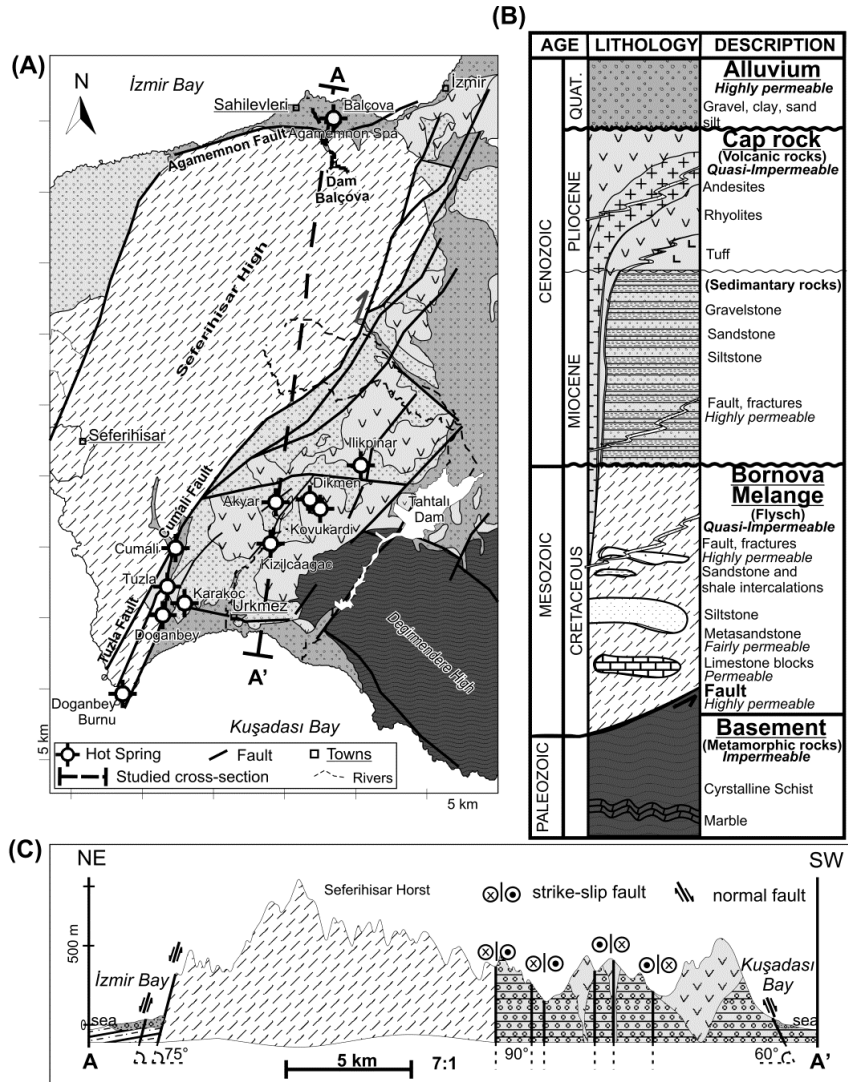 (A)
N
İzmir Bay
A
İzmir
Sahilevleri
Balçova
Agamemnon Fault
Agamemnon Spa
Dam
Balçova
Seferihisar High
Seferihisar
Ilikpinar
Cumali Fault
Dikmen
Akyar
Tahtalı
Dam
Kovukardi
Cumali
Kizilcaagac
Tuzla
Karakoc
Urkmez
Tuzla Fault
Doganbey
Degirmendere High
A'
Doganbey
Burnu
Kuşadası Bay
5 km
Hot Spring
Fault
Towns
Studied cross-section
Rivers
5 km
(B)
AGE
LITHOLOGY
DESCRIPTION
CENOZOIC
QUAT.
Alluvium
Highly permeable
Gravel, clay, sand
silt
PLIOCENE
Cap rock
(Volcanic rocks)
Quasi-Impermeable
Andesites
Rhyolites
Tuff
MIOCENE
(Sedimantary rocks)
Gravelstone
Sandstone
Siltstone
Fault, fractures
Highly permeable
MESOZOIC
CRETACEOUS
Bornova
Melange
(Flysch)
Quasi-Impermeable
Fault, fractures
Highly permeable
Sandstone and
shale intercalations
Siltstone
Metasandstone
Fairly permeable
Limestone blocks
Permeable
Fault
Highly permeable
PALEOZOIC
Basement
(Metamorphic rocks)
Impermeable
Cyrstalline Schist
Marble
(C)
NE
SW
Seferihisar Horst
strike-slip fault
normal fault
500 m
İzmir Bay
Kuşadası
Bay
sea
0
sea
A
75°
5 km
7:1
90°
60°
A'